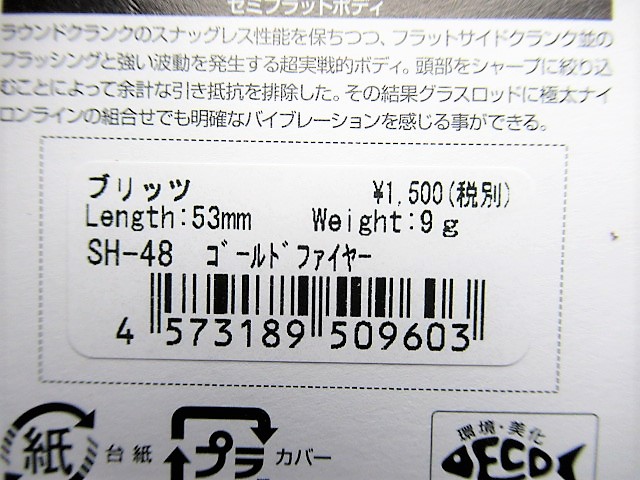 セミフラットボディ
ラウンドクランクのスナッグレス性能を保ちつつ、フラットサイドクランク並の
フラッシングと強い波動を発生する超実戦的ボディ。頭部をシャープに絞り込
むことによって余計な引き抵抗を排除した。その結果グラスロッドに極太ナイ
ロンラインの組合せでも明確なバイブレーションを感じる事ができる。
ブリッツ ¥1,500(税別)
Length:53mm Weight:9g
SH-48 ゴールドファイヤー
4 573189 509603
紙 台紙 プラ カバー
環境・美化
ECO